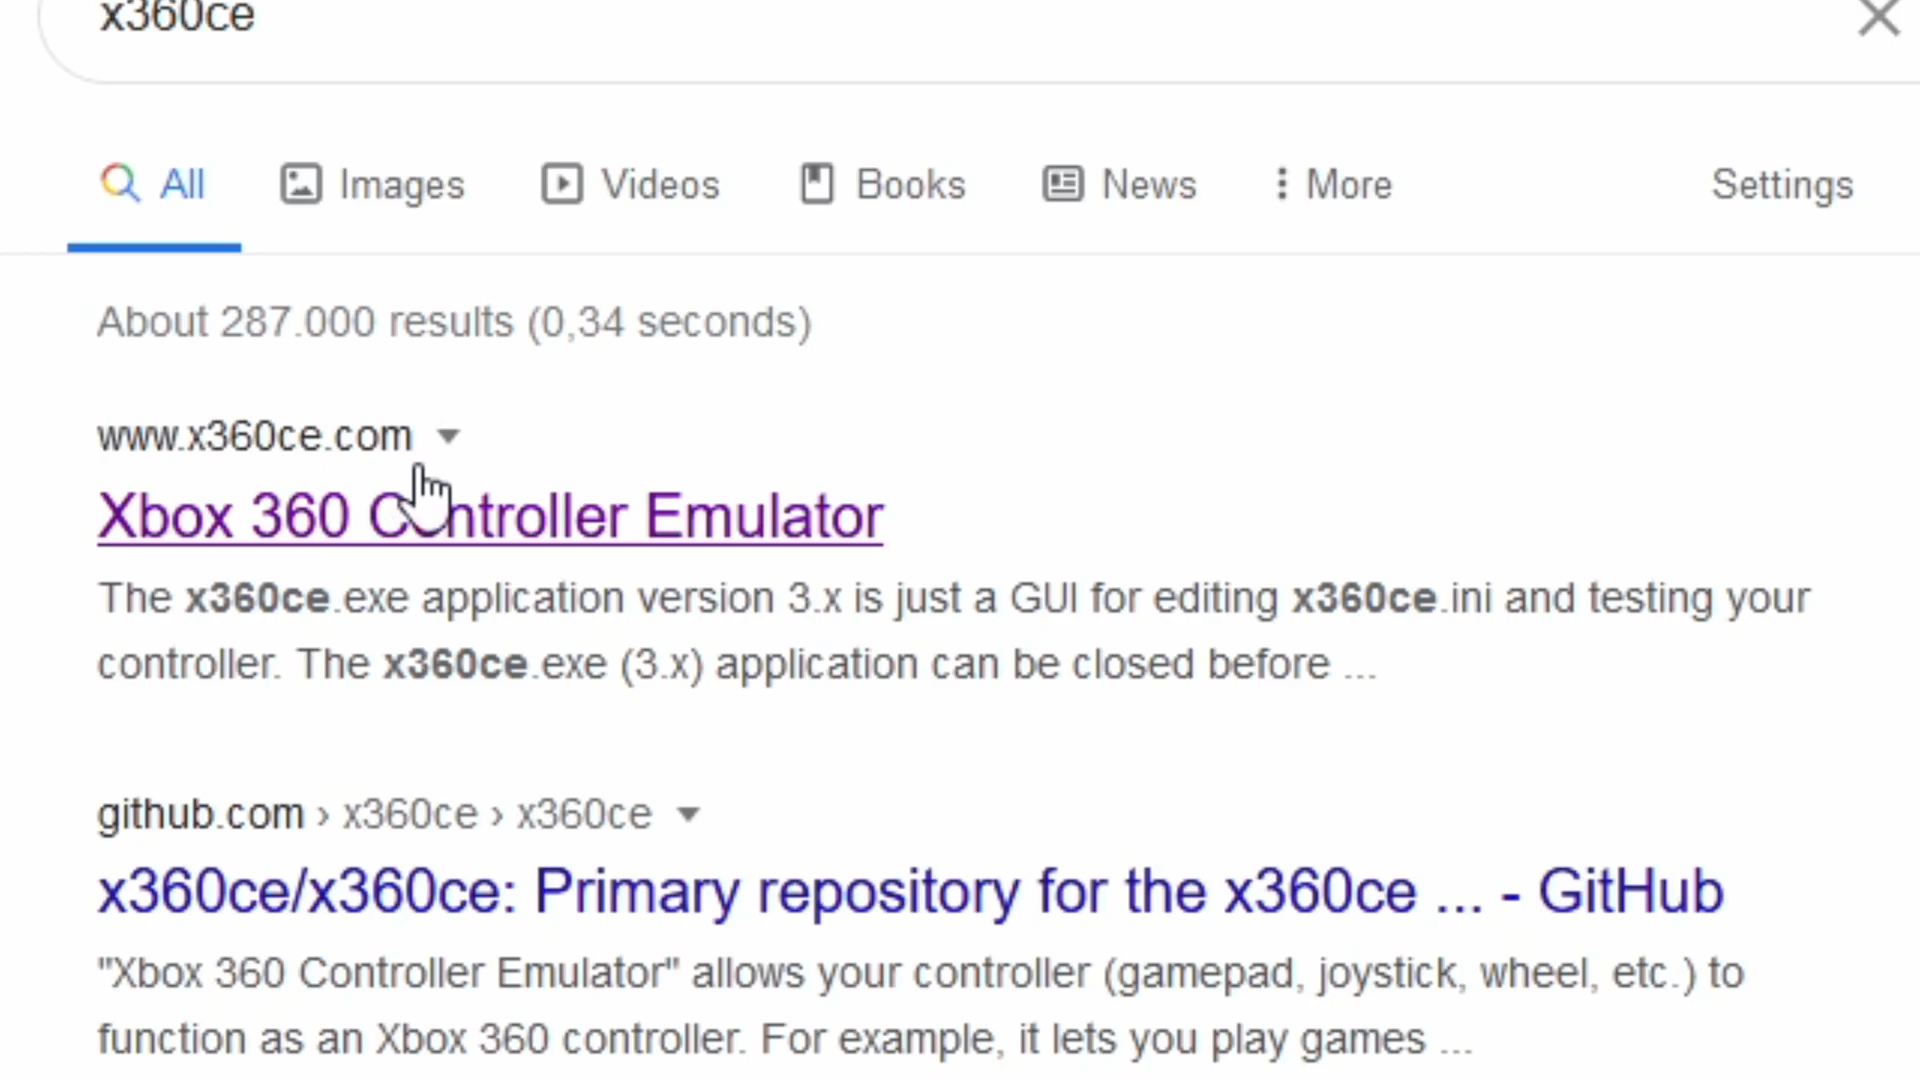 x360ce
All Images Videos Books News More Settings
About 287.000 results (0,34 seconds)
www.x360ce.com
Xbox 360 Controller Emulator
The x360ce.exe application version 3.x is just a GUI for editing x360ce.ini and testing your
controller. The x360ce.exe (3.x) application can be closed before ...
github.com › x360ce › x360ce
x360ce/x360ce: Primary repository for the x360ce ... - GitHub
"Xbox 360 Controller Emulator" allows your controller (gamepad, joystick, wheel, etc.) to
function as an Xbox 360 controller. For example, it lets you play games ...